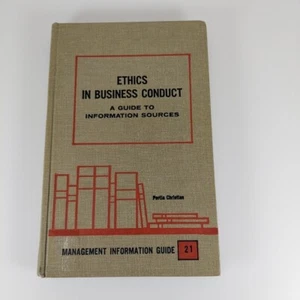 ETHICS
IN BUSINESS CONDUCT
A GUIDE TO
INFORMATION SOURCES
Portia Christian
MANAGEMENT INFORMATION GUIDE 21